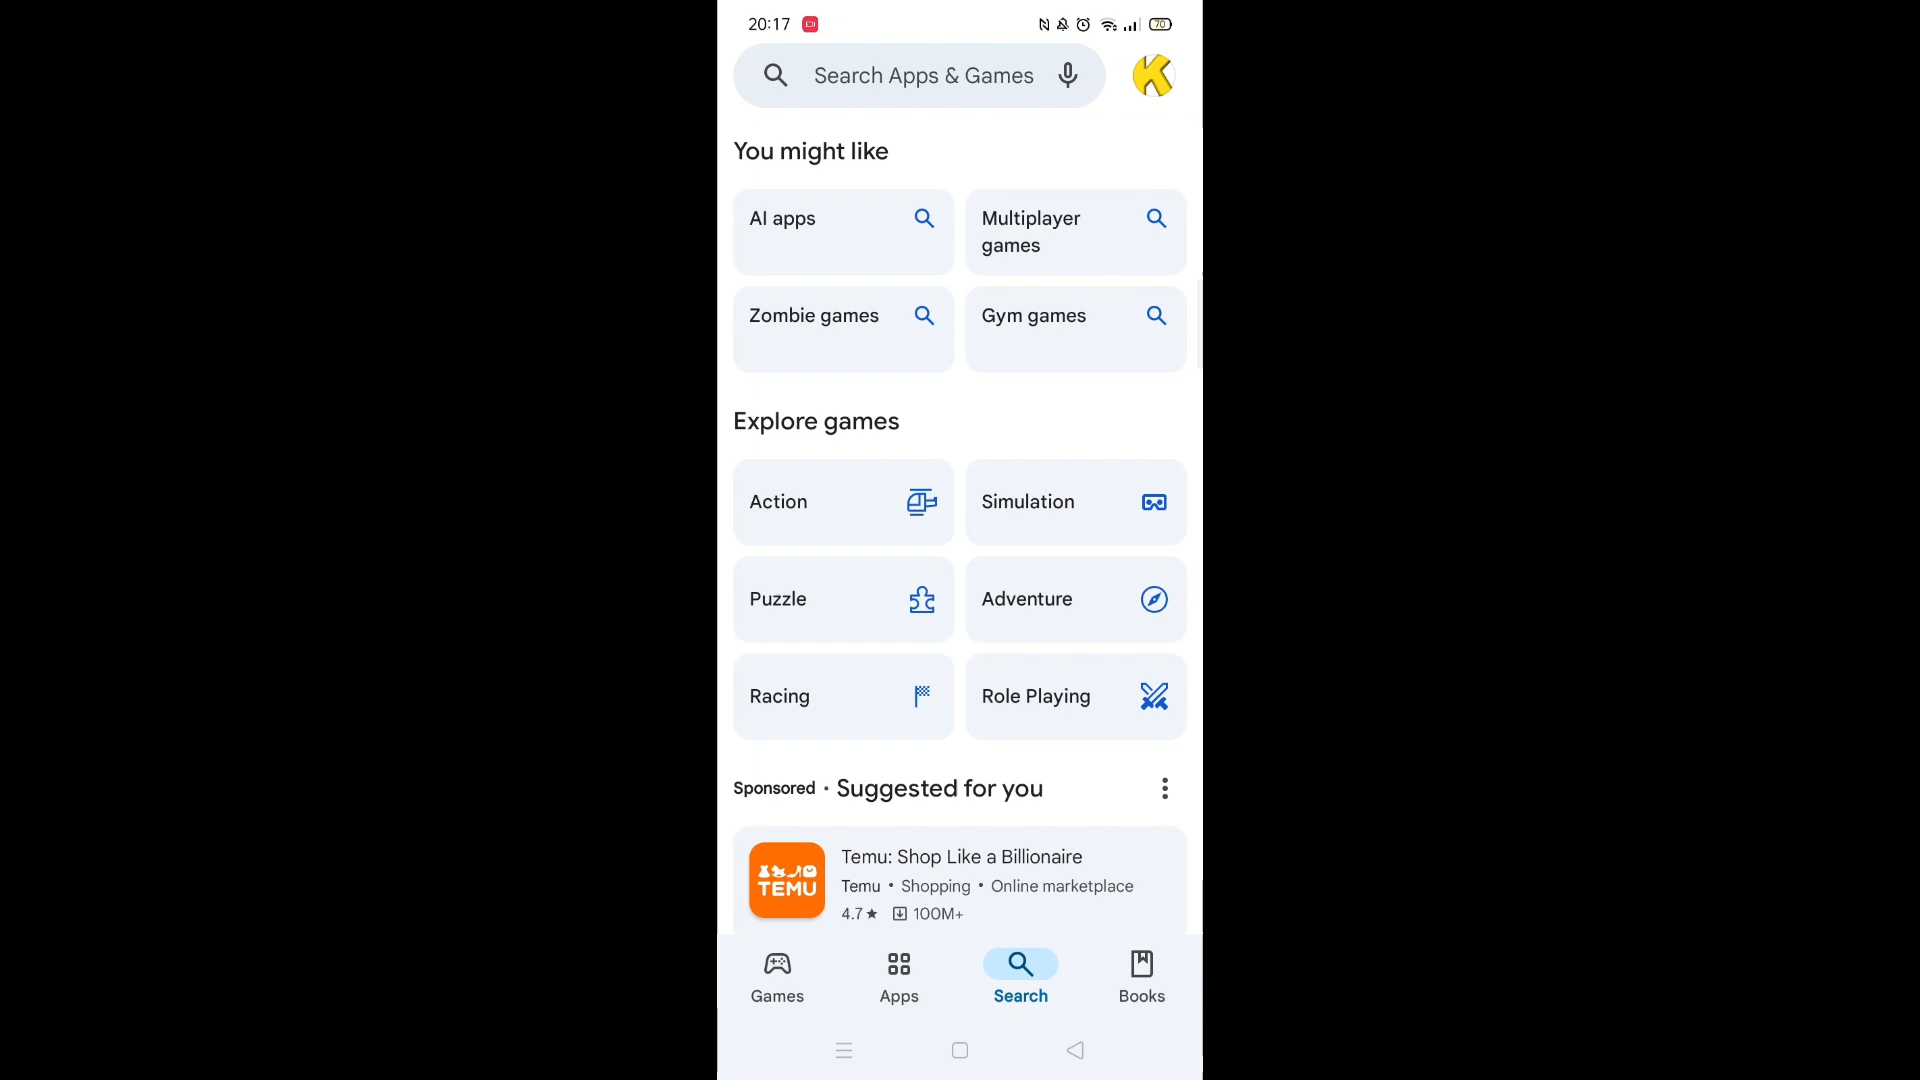 20:17
70
Search Apps & Games
You might like
AI apps
Multiplayer
games
Zombie games
Gym games
Explore games
Action
Simulation
Puzzle
Adventure
Racing
Role Playing
Sponsored • Suggested for you
TEMU
Temu: Shop Like a Billionaire
Temu • Shopping • Online marketplace
4.7★ 100M+
Games
Apps
Search
Books